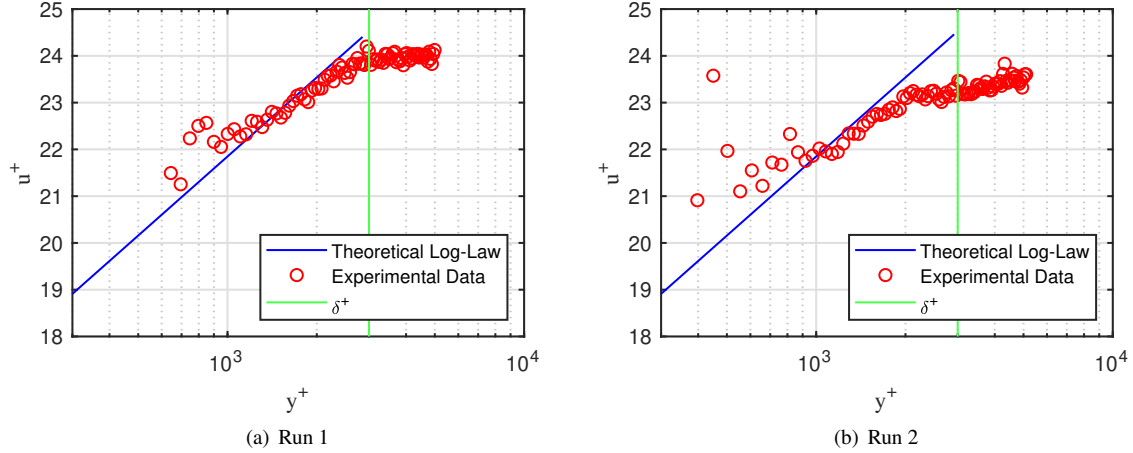 25
24
23
22
21
20
19
18
u⁺
Theoretical Log-Law
Experimental Data
δ⁺
10³
10⁴
y⁺
(a) Run 1
25
24
23
22
21
20
19
18
u⁺
Theoretical Log-Law
Experimental Data
δ⁺
10³
10⁴
y⁺
(b) Run 2